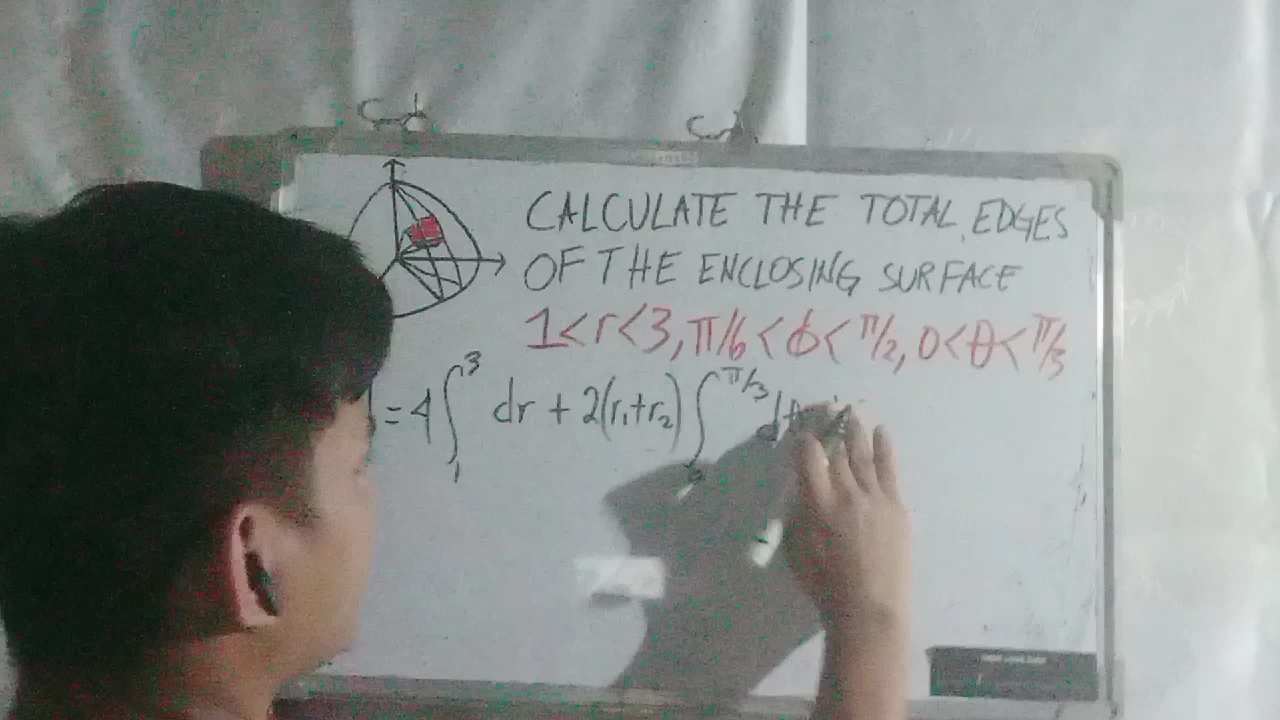 CALCULATE THE TOTAL EDGES
OF THE ENCLOSING SURFACE
1<r<3, π/6<ϕ<π/2, 0<θ<π/3
=4∫₁³ dr + 2(r₁+r₂)∫^π/3 dθ